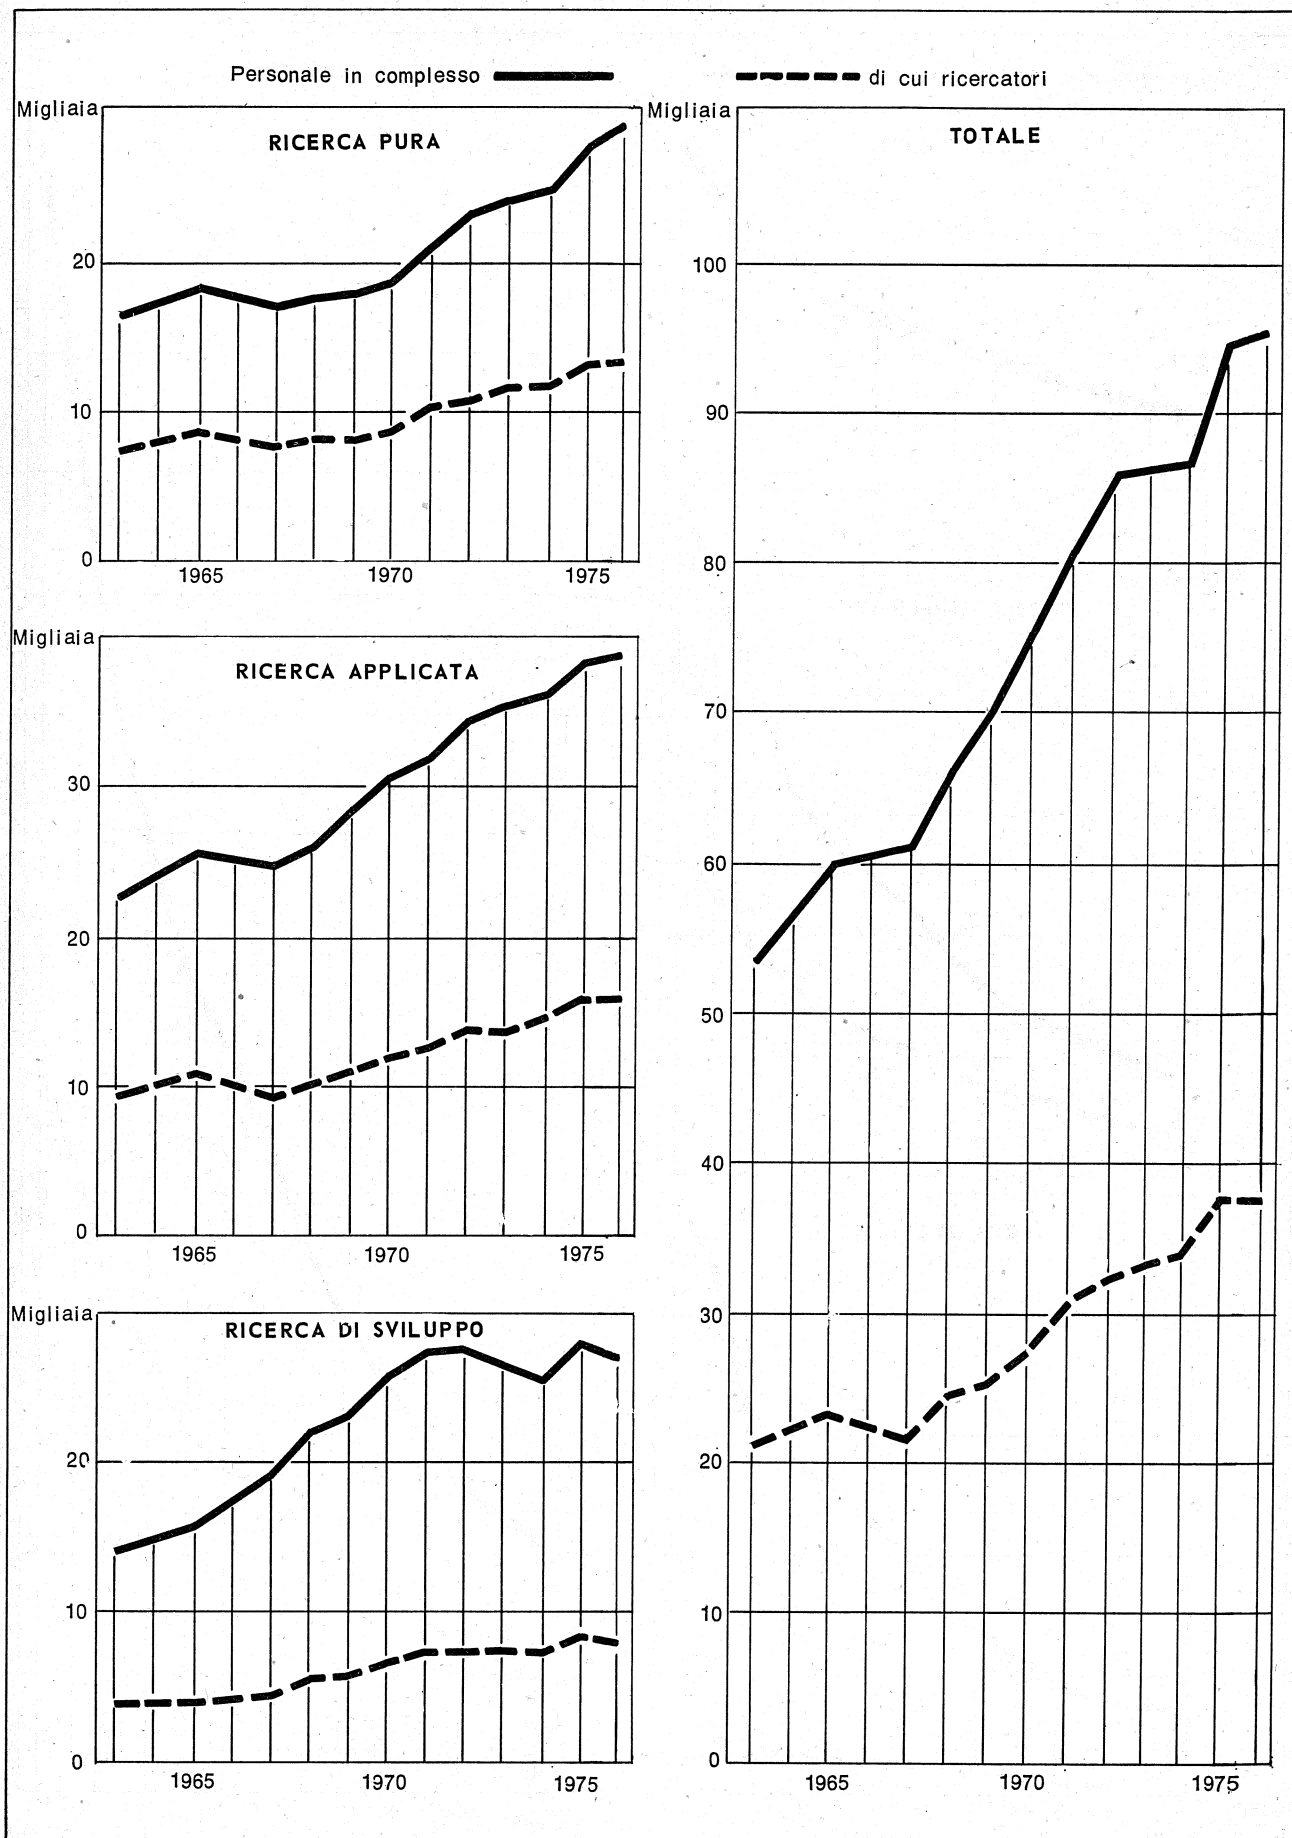 Personale in complesso
di cui ricercatori
Migliaia
RICERCA PURA
20
10
0
1965 1970 1975
Migliaia
RICERCA APPLICATA
30
20
10
0
1965 1970 1975
Migliaia
RICERCA DI SVILUPPO
20
10
0
1965 1970 1975
Migliaia
TOTALE
100
90
80
70
60
50
40
30
20
10
0
1965 1970 1975